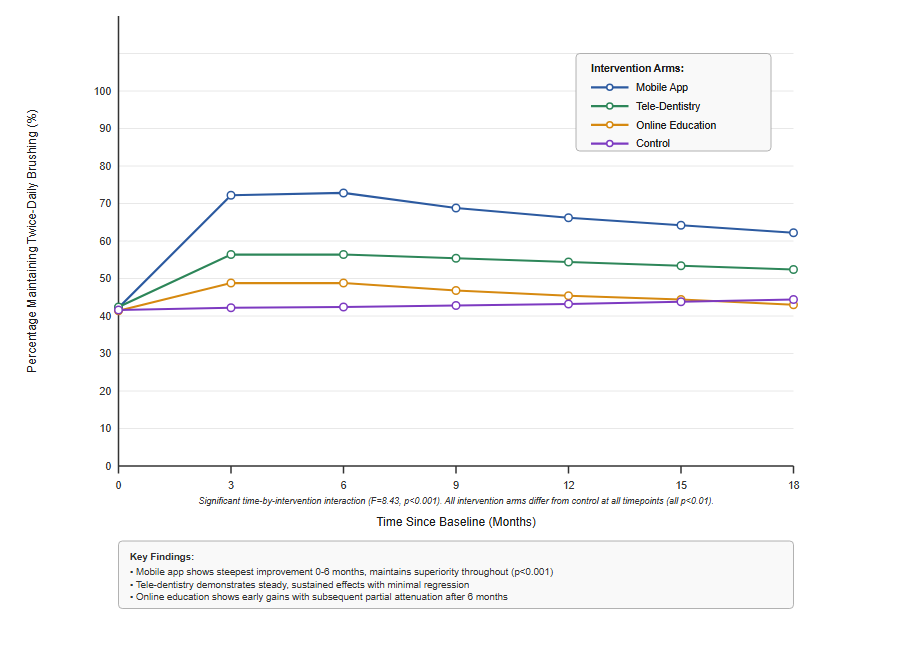 Percentage Maintaining Twice-Daily Brushing (%)
100
90
80
70
60
50
40
30
20
10
0
Intervention Arms:
Mobile App
Tele-Dentistry
Online Education
Control
0 3 6 9 12 15 18
Significant time-by-intervention interaction (F=8.43, p<0.001). All intervention arms differ from control at all timepoints (all p<0.01).
Time Since Baseline (Months)
Key Findings:
• Mobile app shows steepest improvement 0-6 months, maintains superiority throughout (p<0.001)
• Tele-dentistry demonstrates steady, sustained effects with minimal regression
• Online education shows early gains with subsequent partial attenuation after 6 months